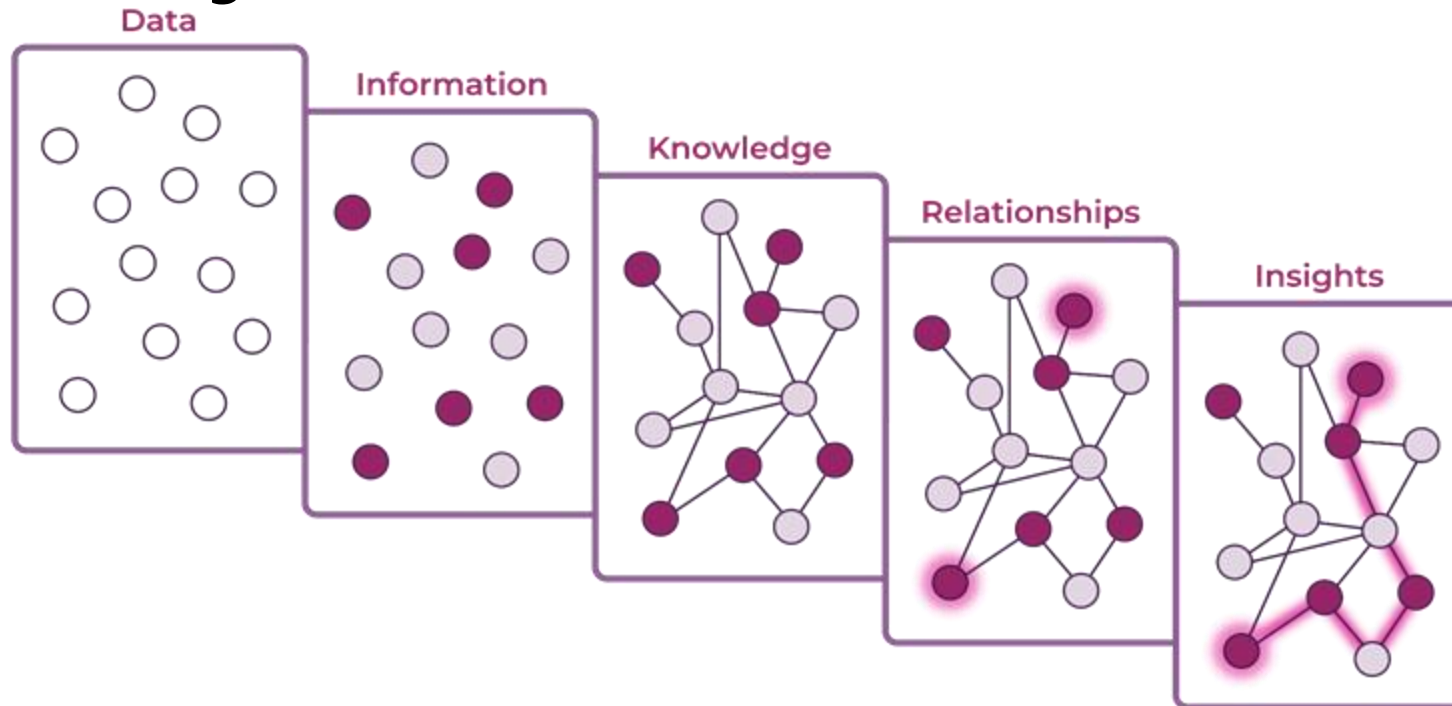 Data
Information
Knowledge
Relationships
Insights